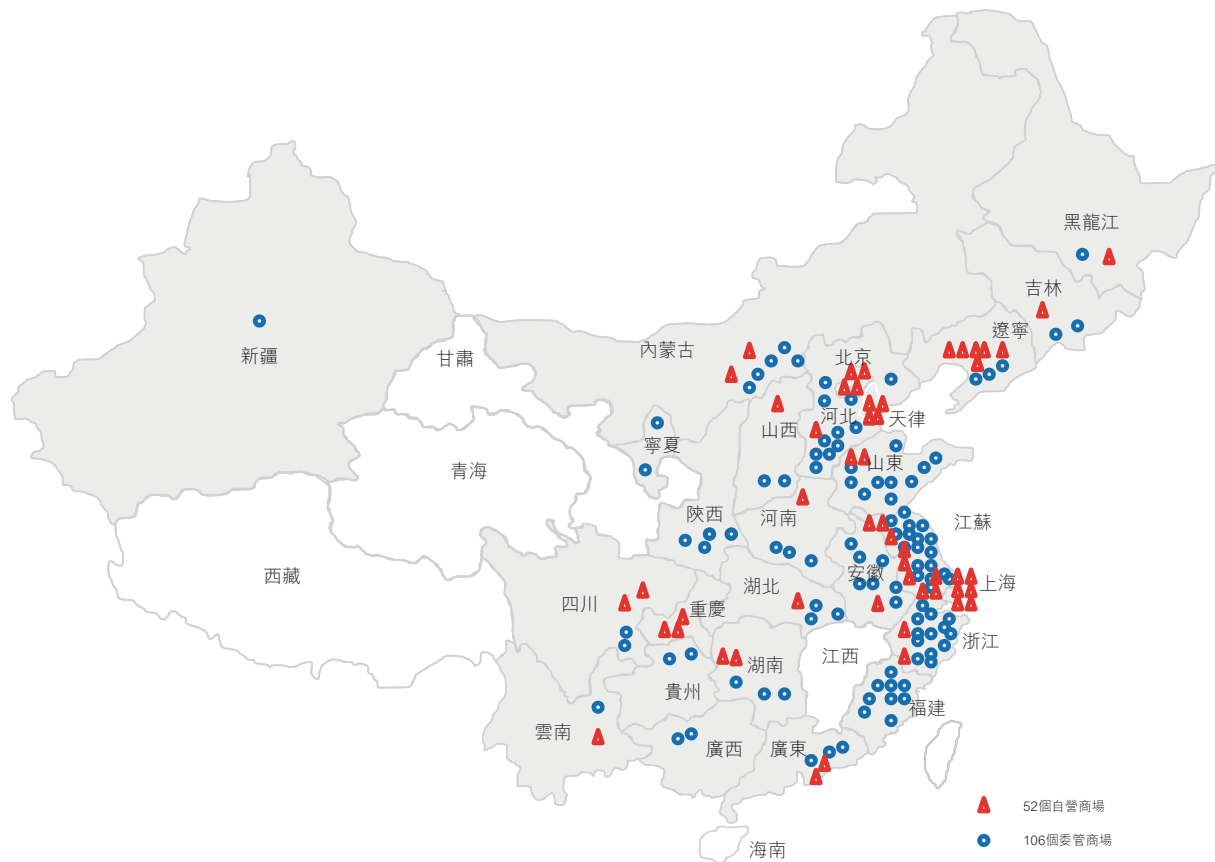 黑龍江
吉林
遼寧
內蒙古
北京
新疆
甘肅
天律
河北
山西
寧夏
山東
青海
陝西
河南
江蘇
西藏
安徽
湖北
上海
四川
重慶
浙江
江西
湖南
貴州
福建
雲南
廣西
廣東
52個自營商場
106個委管商場
海南